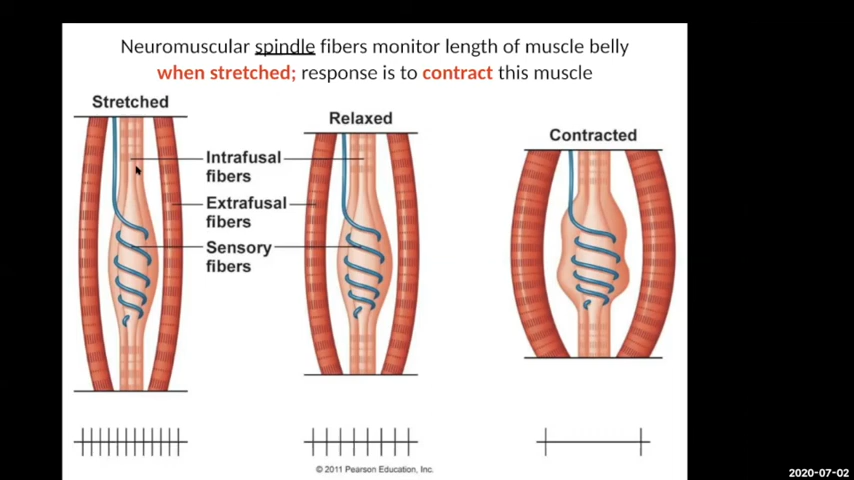 Neuromuscular spindle fibers monitor length of muscle belly
when stretched; response is to contract this muscle
Stretched
Relaxed
Contracted
Intrafusal
fibers
Extrafusal
fibers
Sensory
fibers
© 2011 Pearson Education, Inc.
2020-07-02